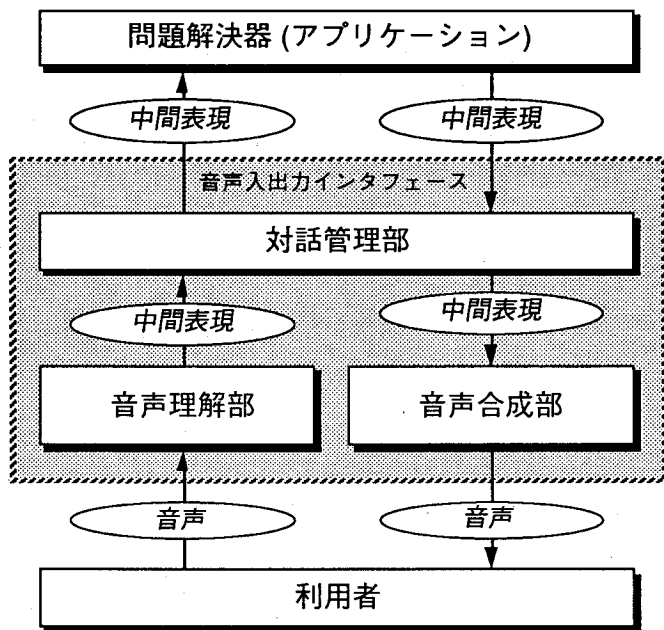 問題解決器 (アプリケーション)
中間表現
中間表現
音声入出力インタフェース
対話管理部
中間表現
中間表現
音声理解部
音声合成部
音声
音声
利用者